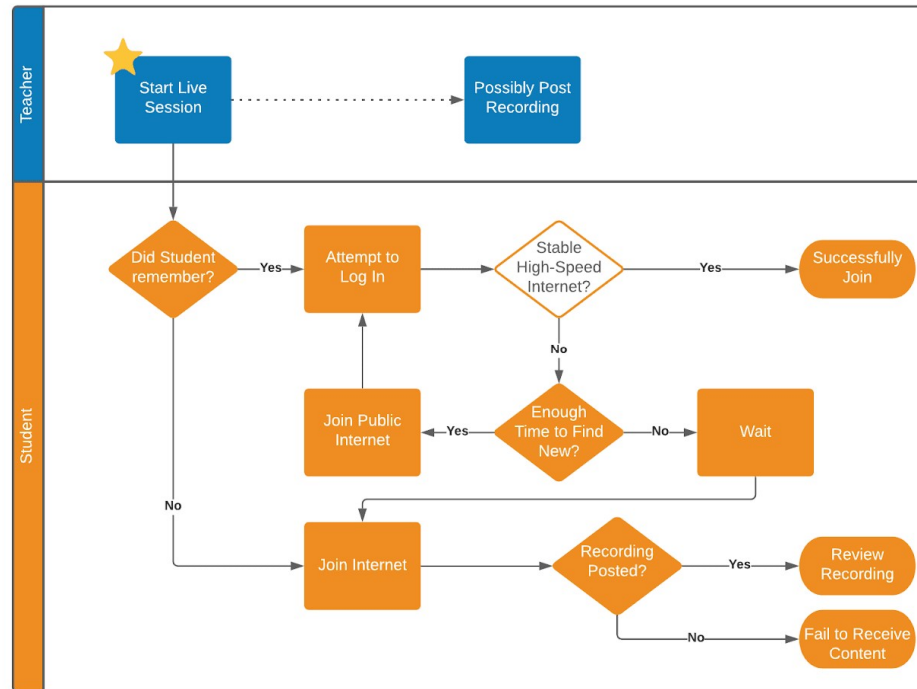 Teacher
Start Live
Session
Possibly Post
Recording
Student
Did Student
remember?
Yes
Attempt to
Log In
Stable
High-Speed
Internet?
Yes
Successfully
Join
No
Join Public
Internet
Yes
Enough
Time to Find
New?
No
Wait
No
Join Internet
Recording
Posted?
Yes
Review
Recording
No
Fail to Receive
Content